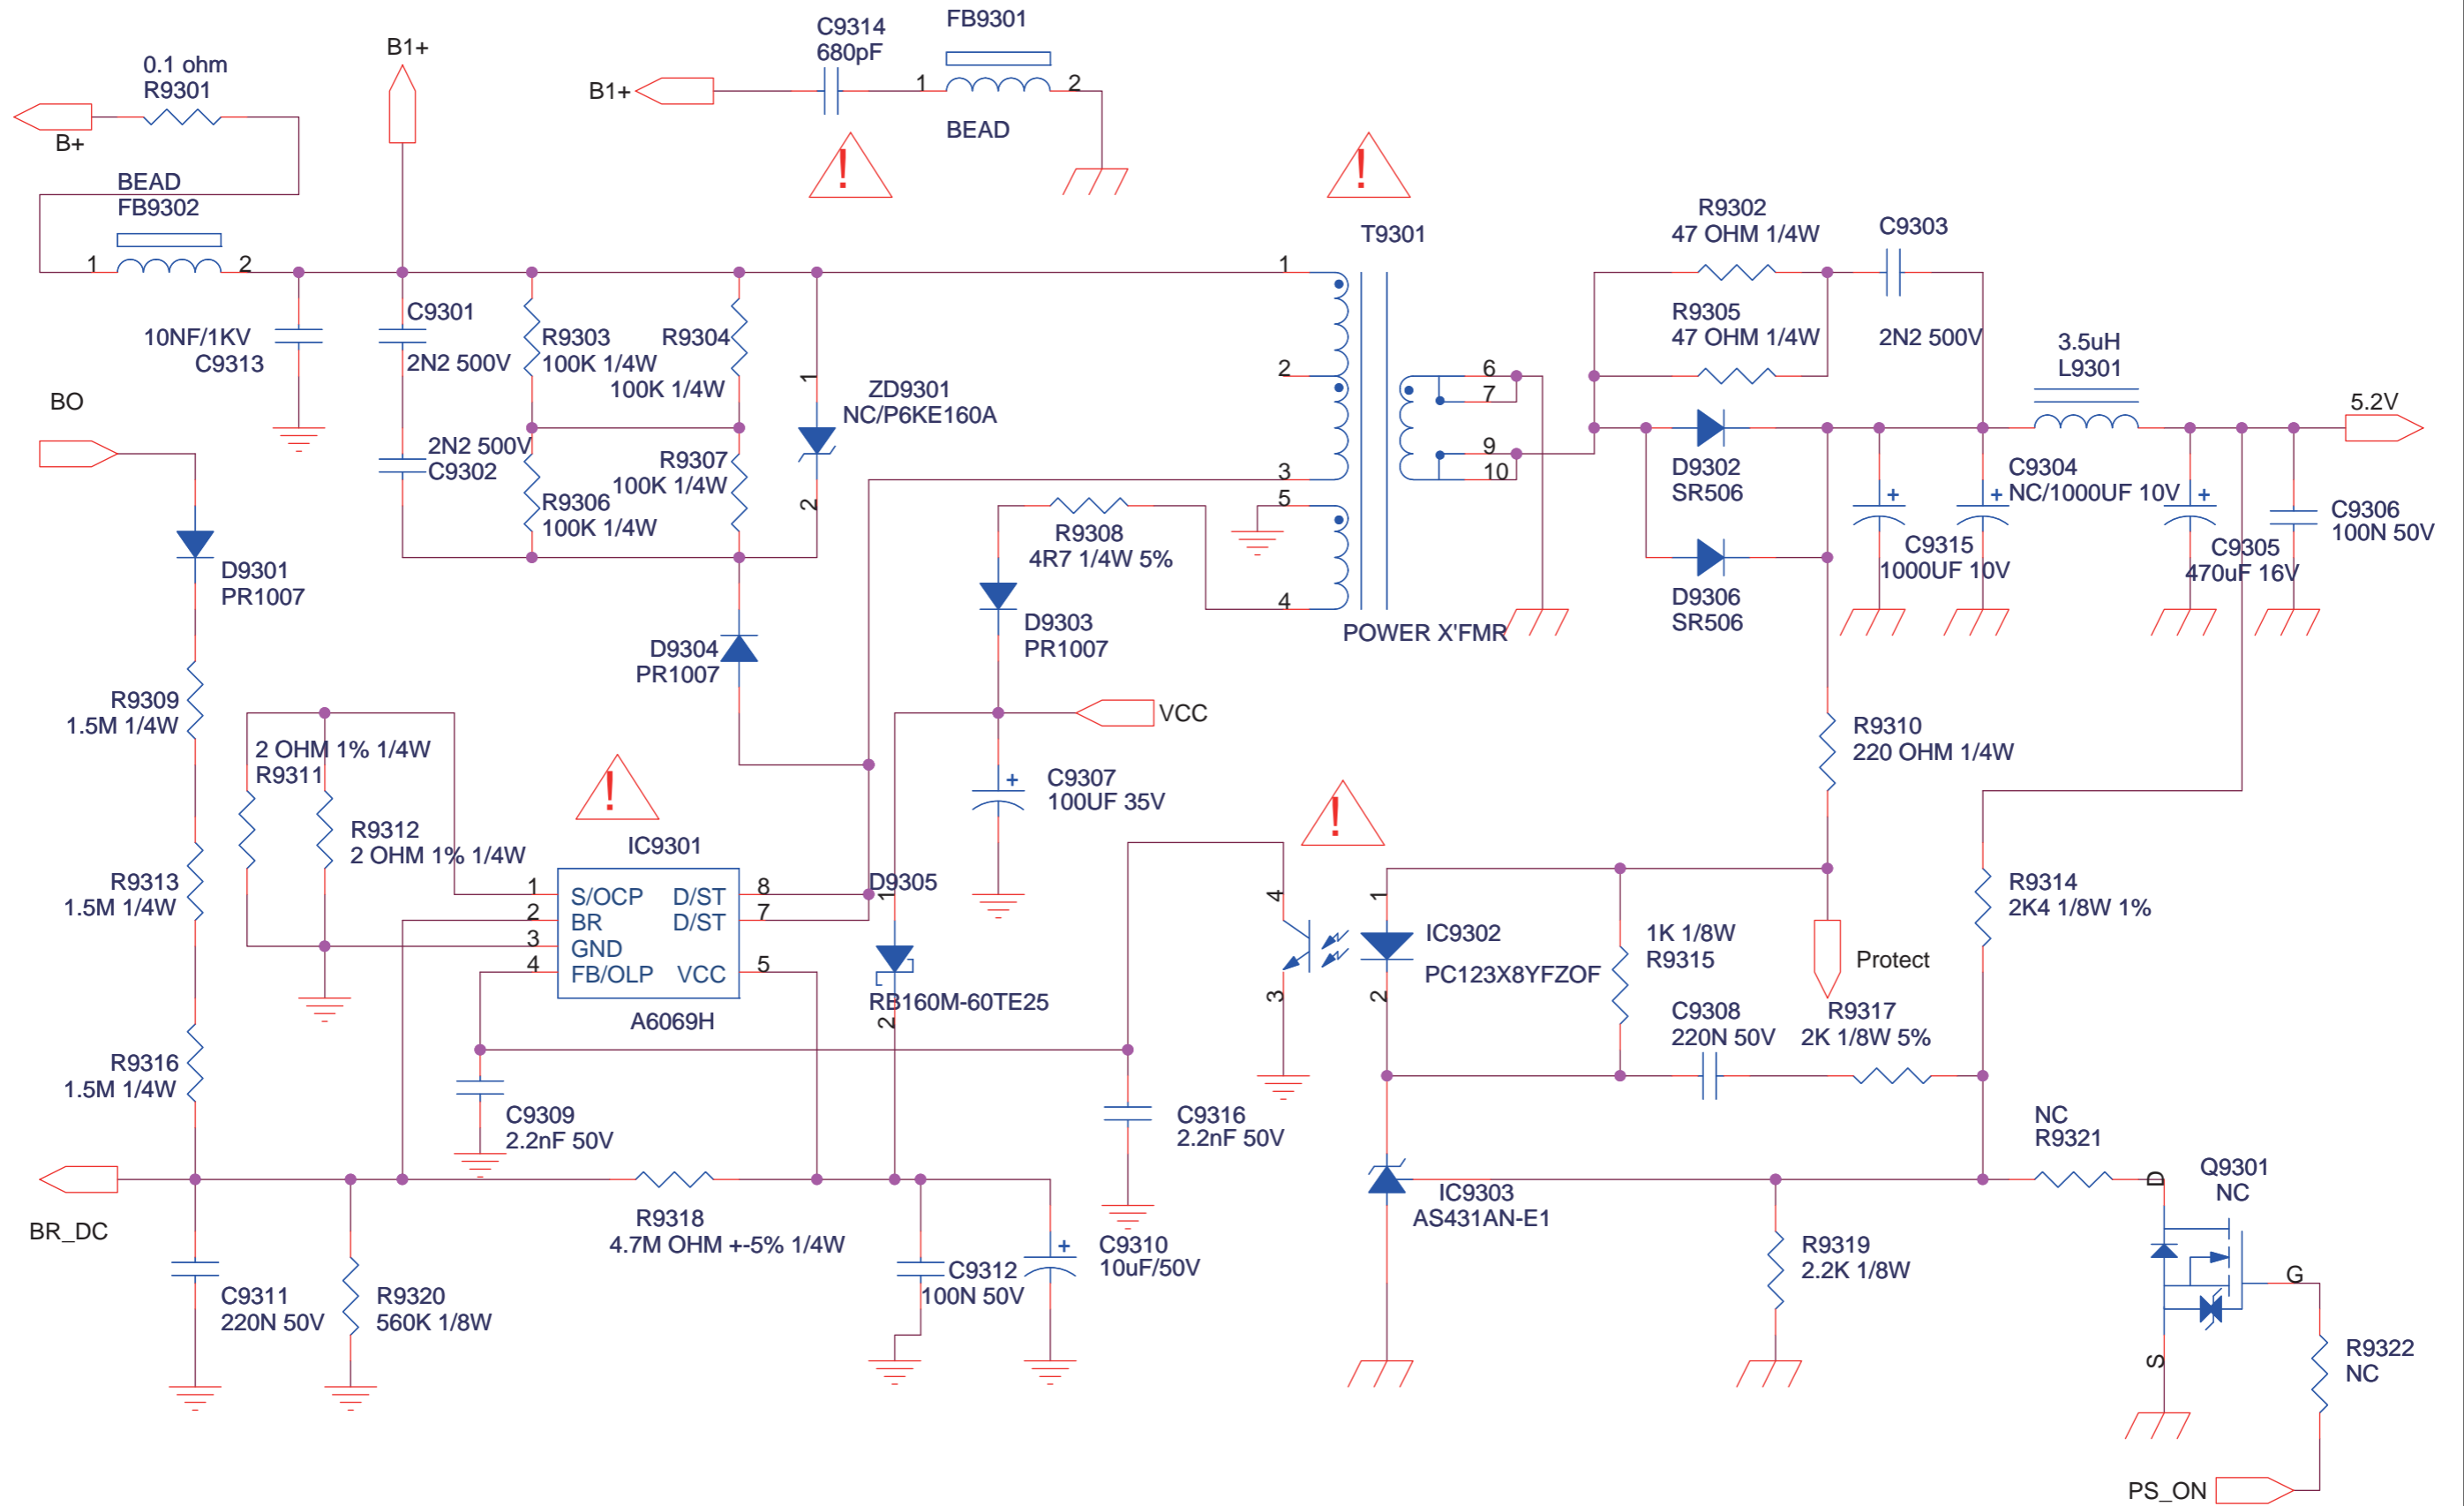 C9314
680pF
FB9301
B1+
0.1 ohm
R9301
B1+
1
2
B+
BEAD
BEAD
FB9302
R9302
47 OHM 1/4W
C9303
T9301
1
2
1
C9301
10NF/1KV
C9313
2N2 500V
R9303
100K 1/4W
R9304
100K 1/4W
R9305
47 OHM 1/4W
2N2 500V
3.5uH
L9301
2
6
7
1
ZD9301
NC/P6KE160A
BO
5.2V
2N2 500V
C9302
R9307
100K 1/4W
9
10
3
5
D9302
SR506
C9304
NC/1000UF 10V
+
+
+
R9306
100K 1/4W
2
R9308
4R7 1/4W 5%
C9306
100N 50V
C9315
1000UF 10V
C9305
470uF 16V
D9301
PR1007
4
D9306
SR506
D9303
PR1007
POWER X'FMR
D9304
PR1007
R9309
1.5M 1/4W
VCC
R9310
220 OHM 1/4W
2 OHM 1% 1/4W
R9311
+
C9307
100UF 35V
R9312
2 OHM 1% 1/4W
IC9301
D9305
1
R9313
1.5M 1/4W
1
S/OCP
D/ST
8
2
BR
D/ST
7
3
GND
4
FB/OLP
VCC
5
4
1
R9314
2K4 1/8W 1%
IC9302
PC123X8YFZOF
1K 1/8W
R9315
Protect
RB160M-60TE25
2
3
2
A6069H
C9308
220N 50V
R9317
2K 1/8W 5%
R9316
1.5M 1/4W
C9309
2.2nF 50V
C9316
2.2nF 50V
NC
R9321
D
Q9301
NC
IC9303
AS431AN-E1
BR_DC
R9318
4.7M OHM +-5% 1/4W
+
C9310
10uF/50V
C9312
100N 50V
R9319
2.2K 1/8W
G
C9311
220N 50V
R9320
560K 1/8W
S
R9322
NC
PS_ON
!
!
!
!